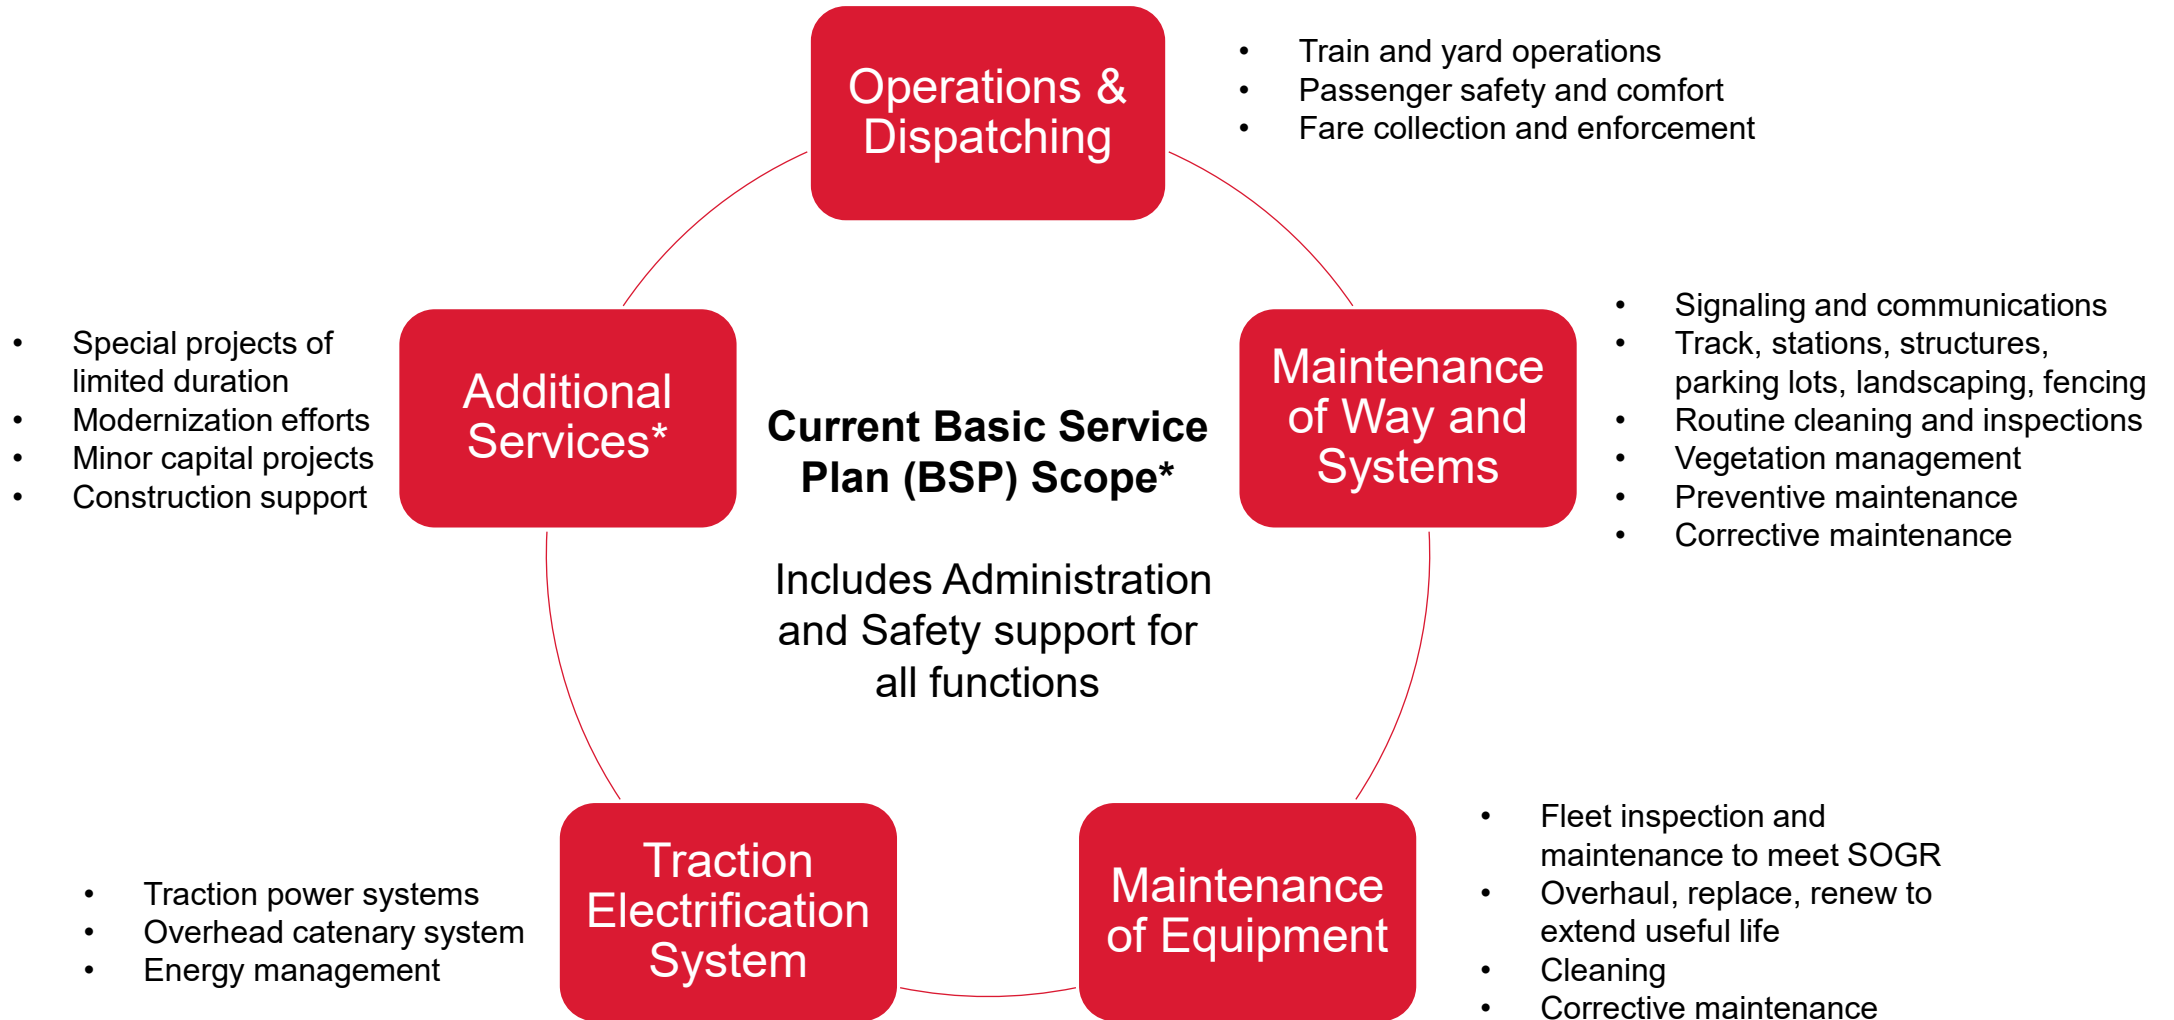 Operations &
Dispatching
• Train and yard operations
• Passenger safety and comfort
• Fare collection and enforcement
Maintenance
of Way and
Systems
• Signaling and communications
• Track, stations, structures,
parking lots, landscaping, fencing
• Routine cleaning and inspections
• Vegetation management
• Preventive maintenance
• Corrective maintenance
Maintenance
of Equipment
• Fleet inspection and
maintenance to meet SOGR
• Overhaul, replace, renew to
extend useful life
• Cleaning
• Corrective maintenance
Traction
Electrification
System
• Traction power systems
• Overhead catenary system
• Energy management
Additional
Services*
• Special projects of
limited duration
• Modernization efforts
• Minor capital projects
• Construction support
Current Basic Service
Plan (BSP) Scope*
Includes Administration
and Safety support for
all functions